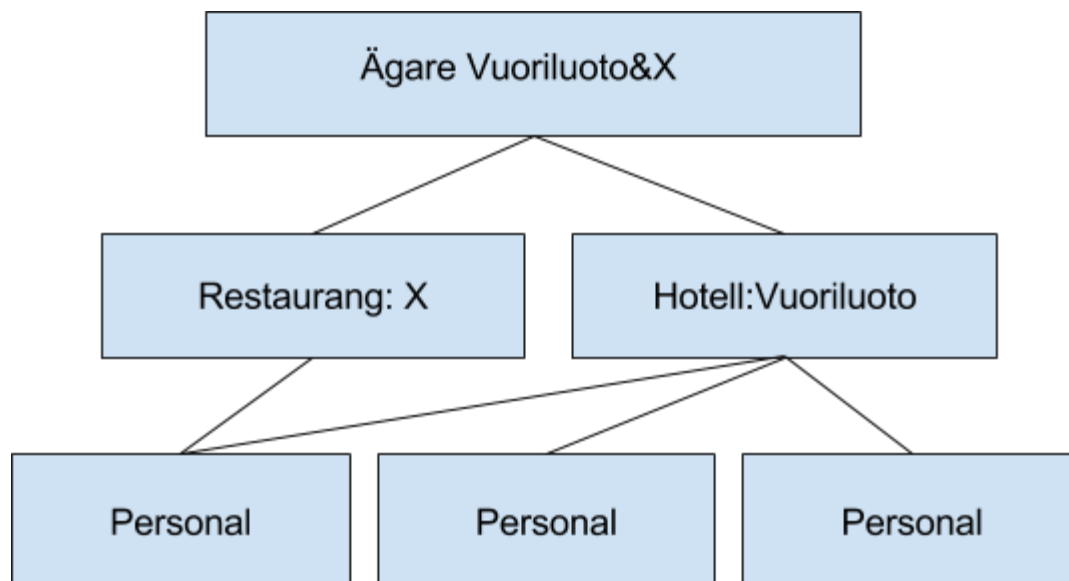 Ägare Vuoriluoto&X
Restaurang: X
Hotell:Vuoriluoto
Personal
Personal
Personal